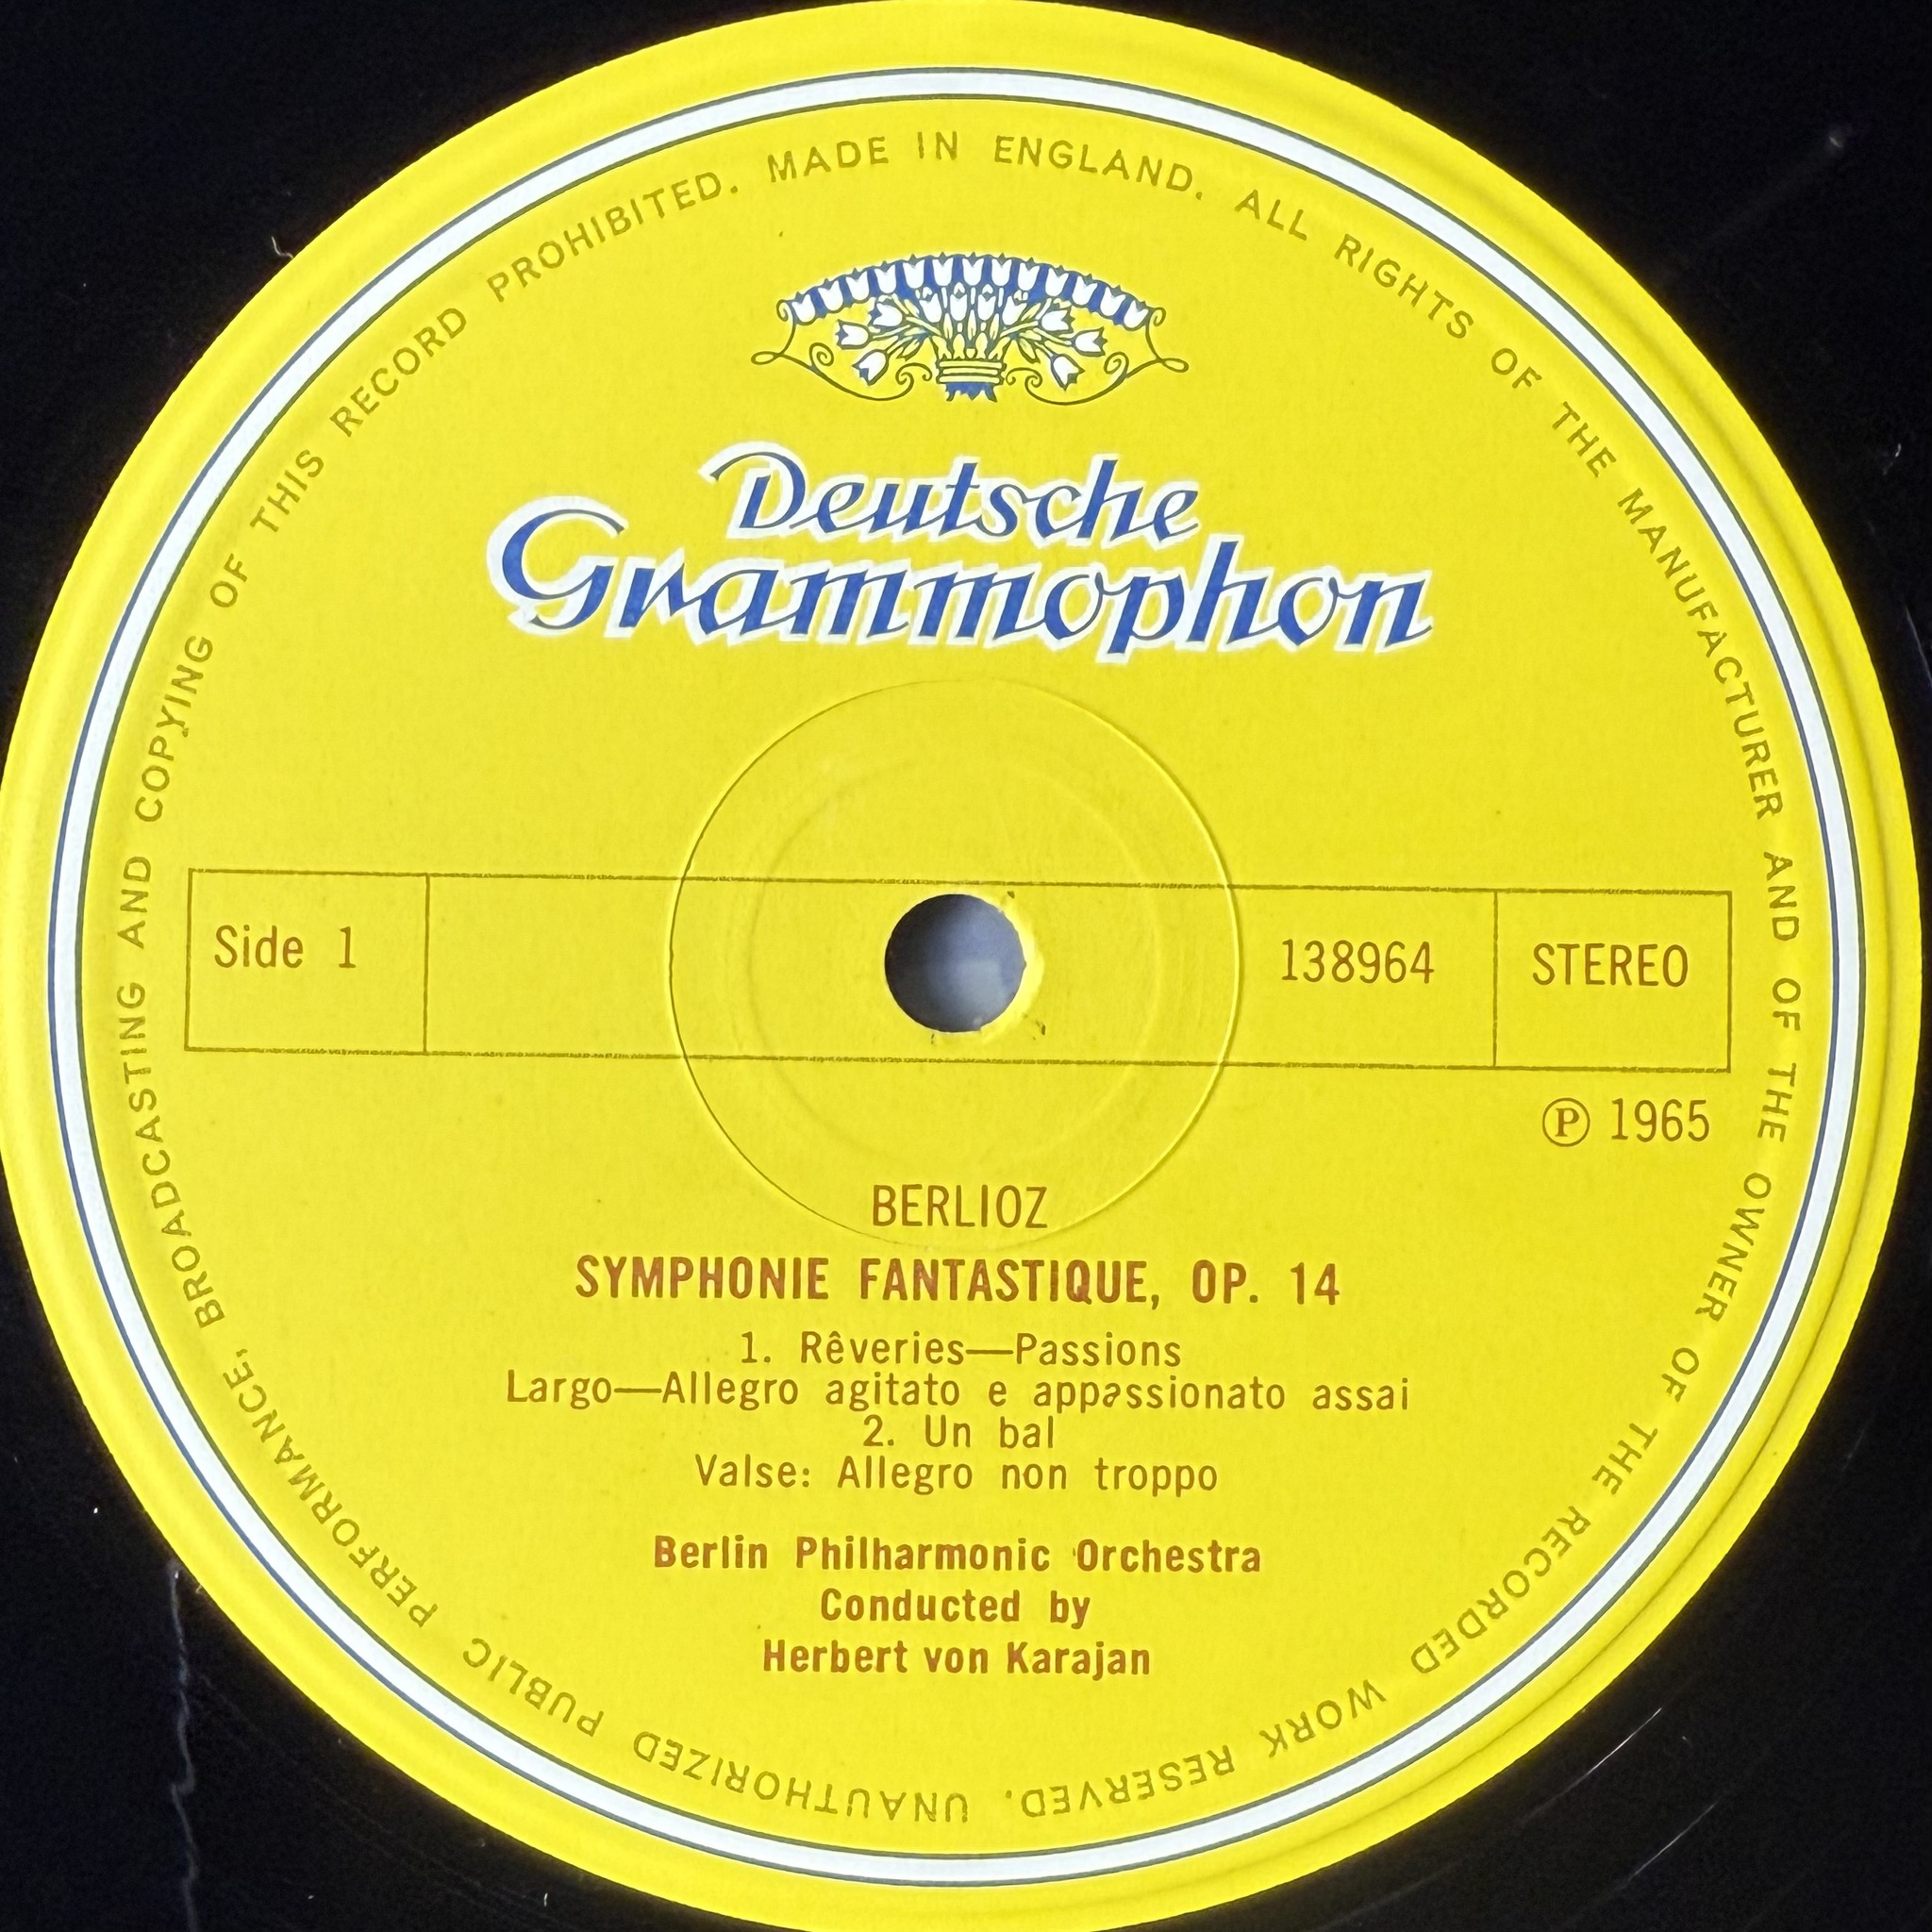 MADE IN ENGLAND. ALL RIGHTS OF THE MANUFACTURER AND OF THE OWNER OF THE RECORDED WORK RESERVED. UNAUTHORIZED PUBLIC PERFORMANCE, BROADCASTING AND COPYING OF THIS RECORD PROHIBITED.
Deutsche
Grammophon
Side 1 138964 STEREO
Ⓟ 1965
BERLIOZ
SYMPHONIE FANTASTIQUE, OP. 14
1. Rêveries—Passions
Largo—Allegro agitato e appassionato assai
2. Un bal
Valse: Allegro non troppo
Berlin Philharmonic Orchestra
Conducted by
Herbert von Karajan